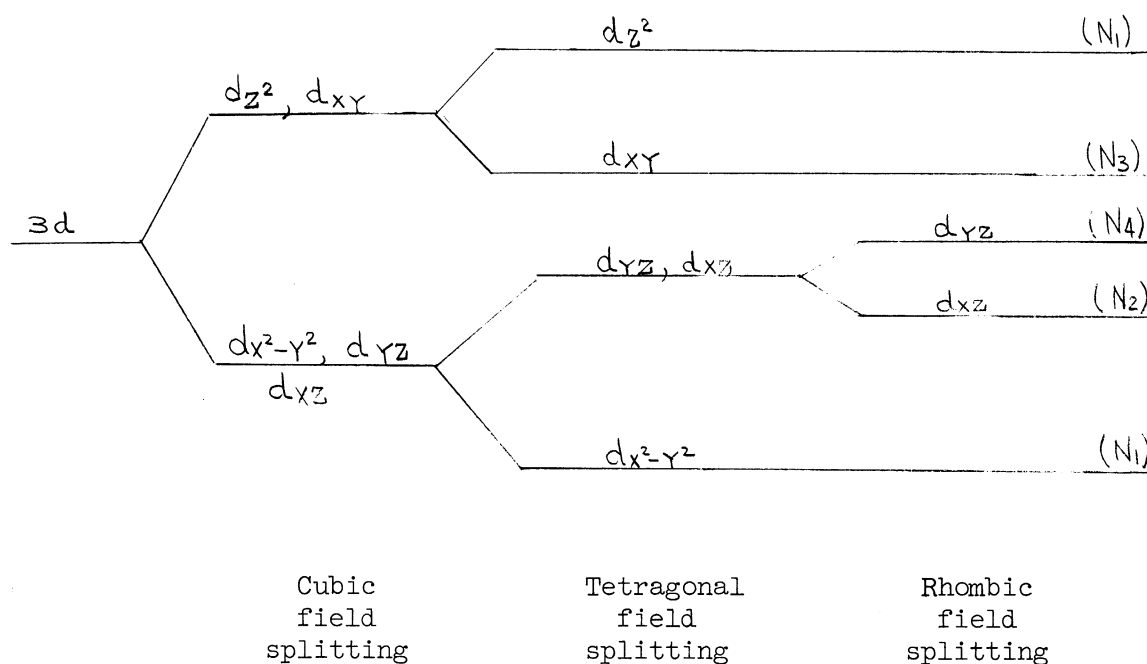 dz² (N₁)
dz², dxy
dxy (N₃)
3d
dyz (N₄)
dyz, dxz
dxz (N₂)
dx²-y², dyz
dxz
dx²-y² (N₁)
Cubic field splitting
Tetragonal field splitting
Rhombic field splitting